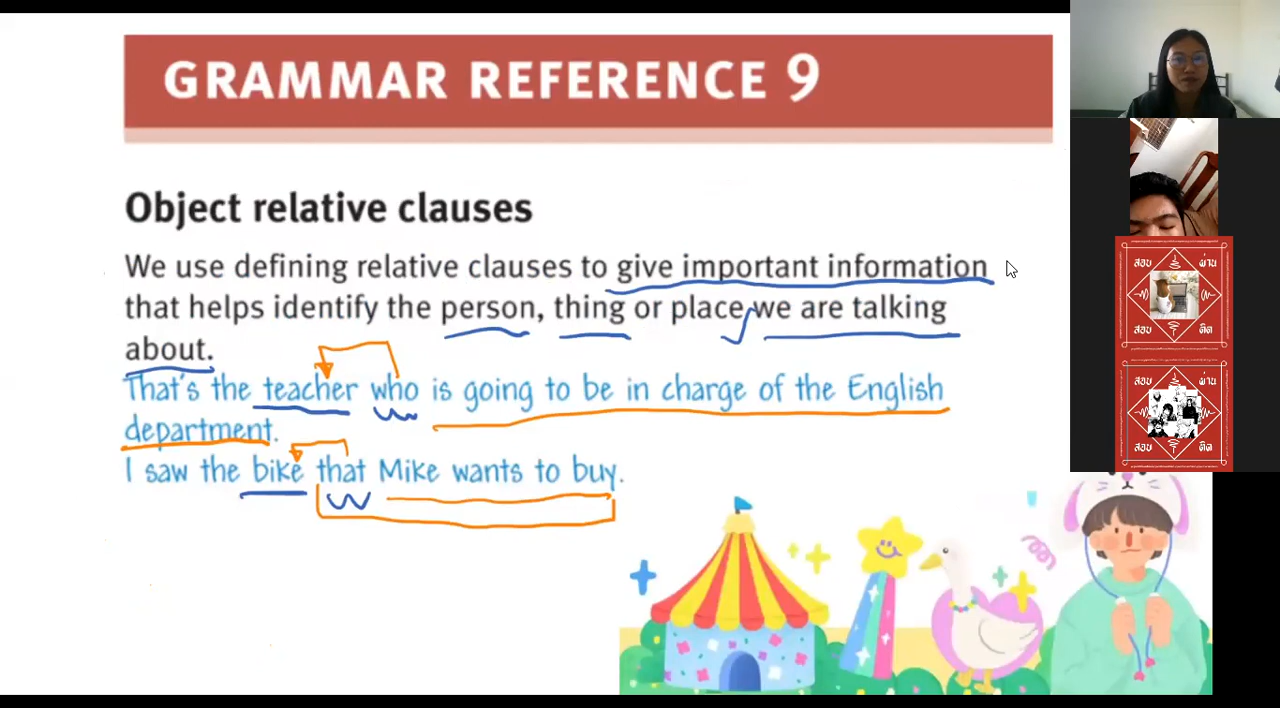 GRAMMAR REFERENCE 9
Object relative clauses
We use defining relative clauses to give important information
that helps identify the person, thing or place we are talking
about.
That's the teacher who is going to be in charge of the English
department.
I saw the bike that Mike wants to buy.
สอบ ผ่าน
สอบ ติด
สอบ ผ่าน
สอบ ติด